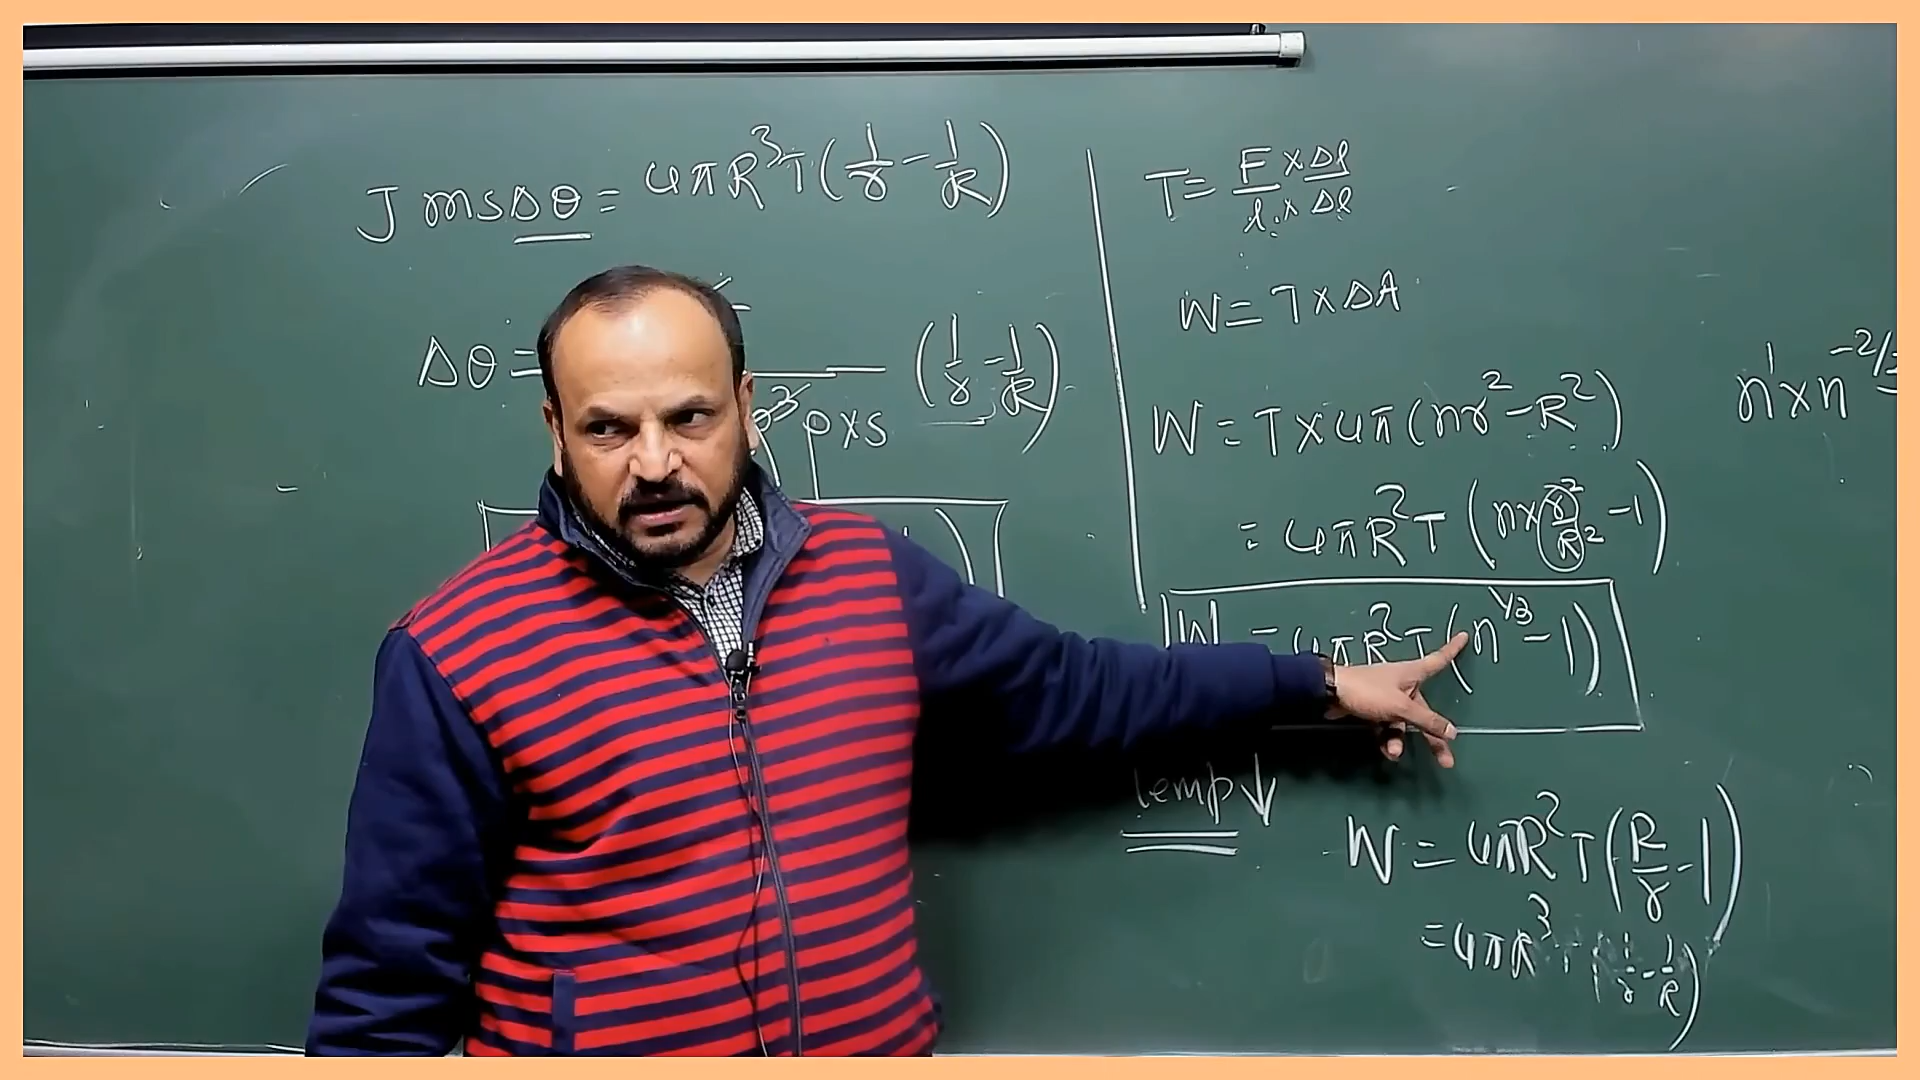 J m s Δθ = 4πR³T(1/r - 1/R)
Δθ = (1/r - 1/R)
R³ ρ x s
T = F/l x Δl/Δl
W = T x ΔA
W = T x 4π(nr² - R²)
= 4πR²T (n x r²/R² - 1)
W = 4πR²T(n^1/3 - 1)
temp ↓
W = 4πR²T(R/r - 1)
= 4πR³T(1/r - 1/R)
n¹ x n^-2/3